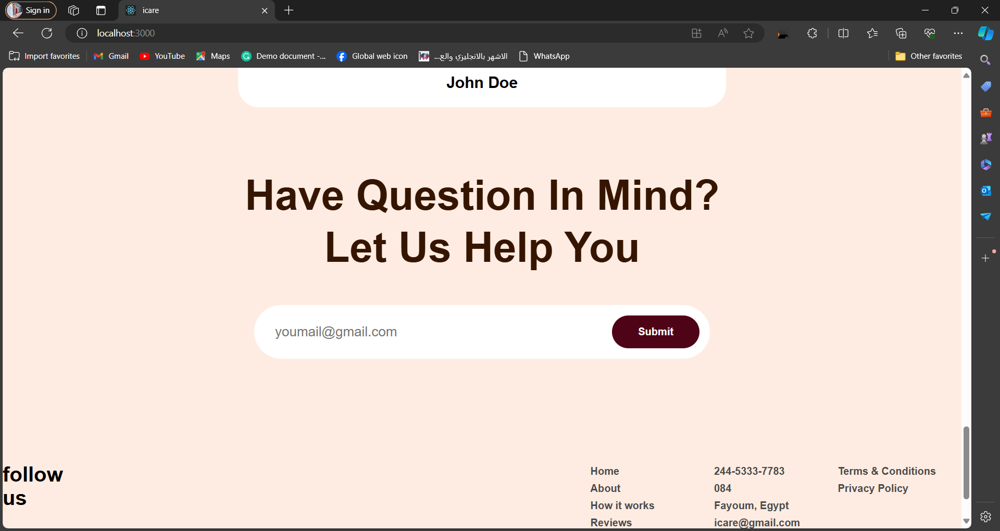 Sign in
icare
localhost:3000
Import favorites
Gmail
YouTube
Maps
Demo document -...
Global web icon
الاشهر بالانجليزي والع...
WhatsApp
Other favorites
John Doe
Have Question In Mind?
Let Us Help You
youmail@gmail.com
Submit
follow
us
Home
About
How it works
Reviews
244-5333-7783
084
Fayoum, Egypt
icare@gmail.com
Terms & Conditions
Privacy Policy